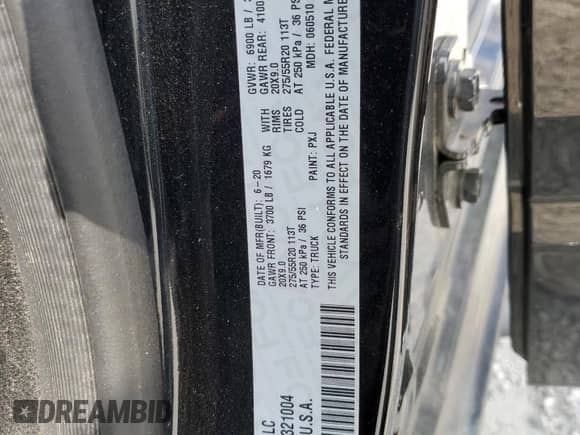 DATE OF MFR(BUILT): 6-20
GVWR: 6900 LB /
GAWR FRONT: 3700 LB / 1679 KG WITH
GAWR REAR: 4100
20X9.0 RIMS
20X9.0
275/55R20 113T TIRES
275/55R20 113T
AT 250 kPa / 36 PSI COLD
AT 250 kPa / 36 PS
TYPE: TRUCK
PAINT: PXJ
MDH: 060510
THIS VEHICLE CONFORMS TO ALL APPLICABLE U.S.A. FEDERAL M
STANDARDS IN EFFECT ON THE DATE OF MANUFACTURE
LC
321004
U.S.A.
DREAMBID